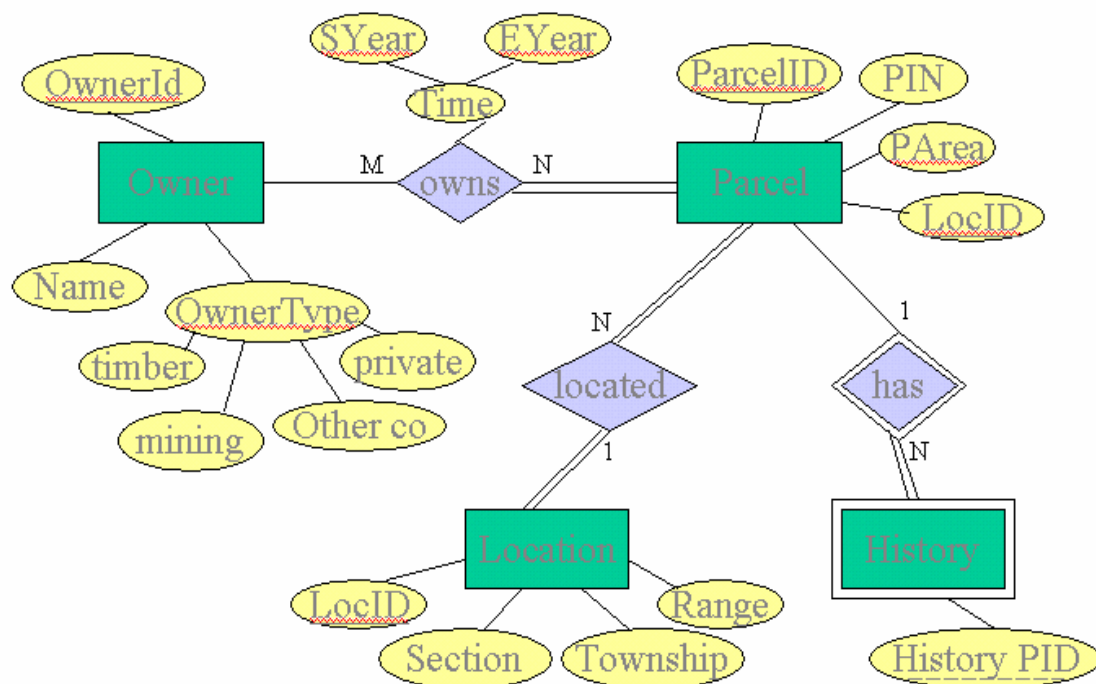 SYear
EYear
OwnerId
Time
ParcelID
PIN
PArea
Owner
M
owns
N
Parcel
LocID
Name
OwnerType
timber
private
mining
Other co
N
1
located
has
1
N
Location
History
LocID
Range
Section
Township
History PID